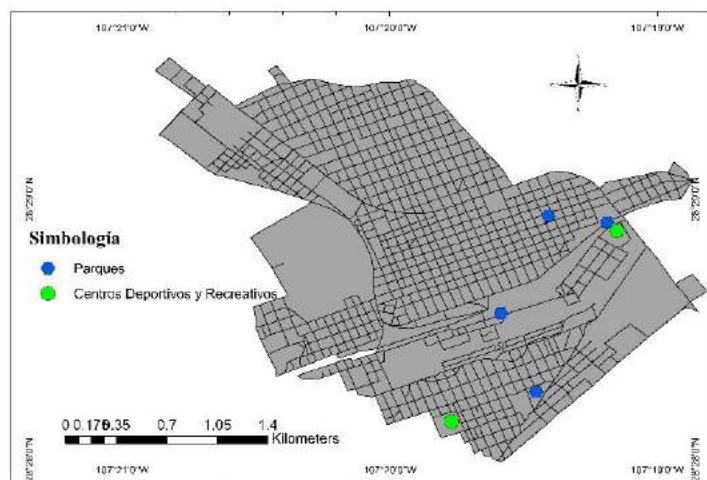 107°21'0"W 107°20'0"W 107°19'0"W
28°29'0"N 28°29'0"N
Simbología
Parques
Centros Deportivos y Recreativos
0 0.175 0.35 0.7 1.05 1.4
Kilometers
28°28'0"N 28°28'0"N
107°21'0"W 107°20'0"W 107°19'0"W